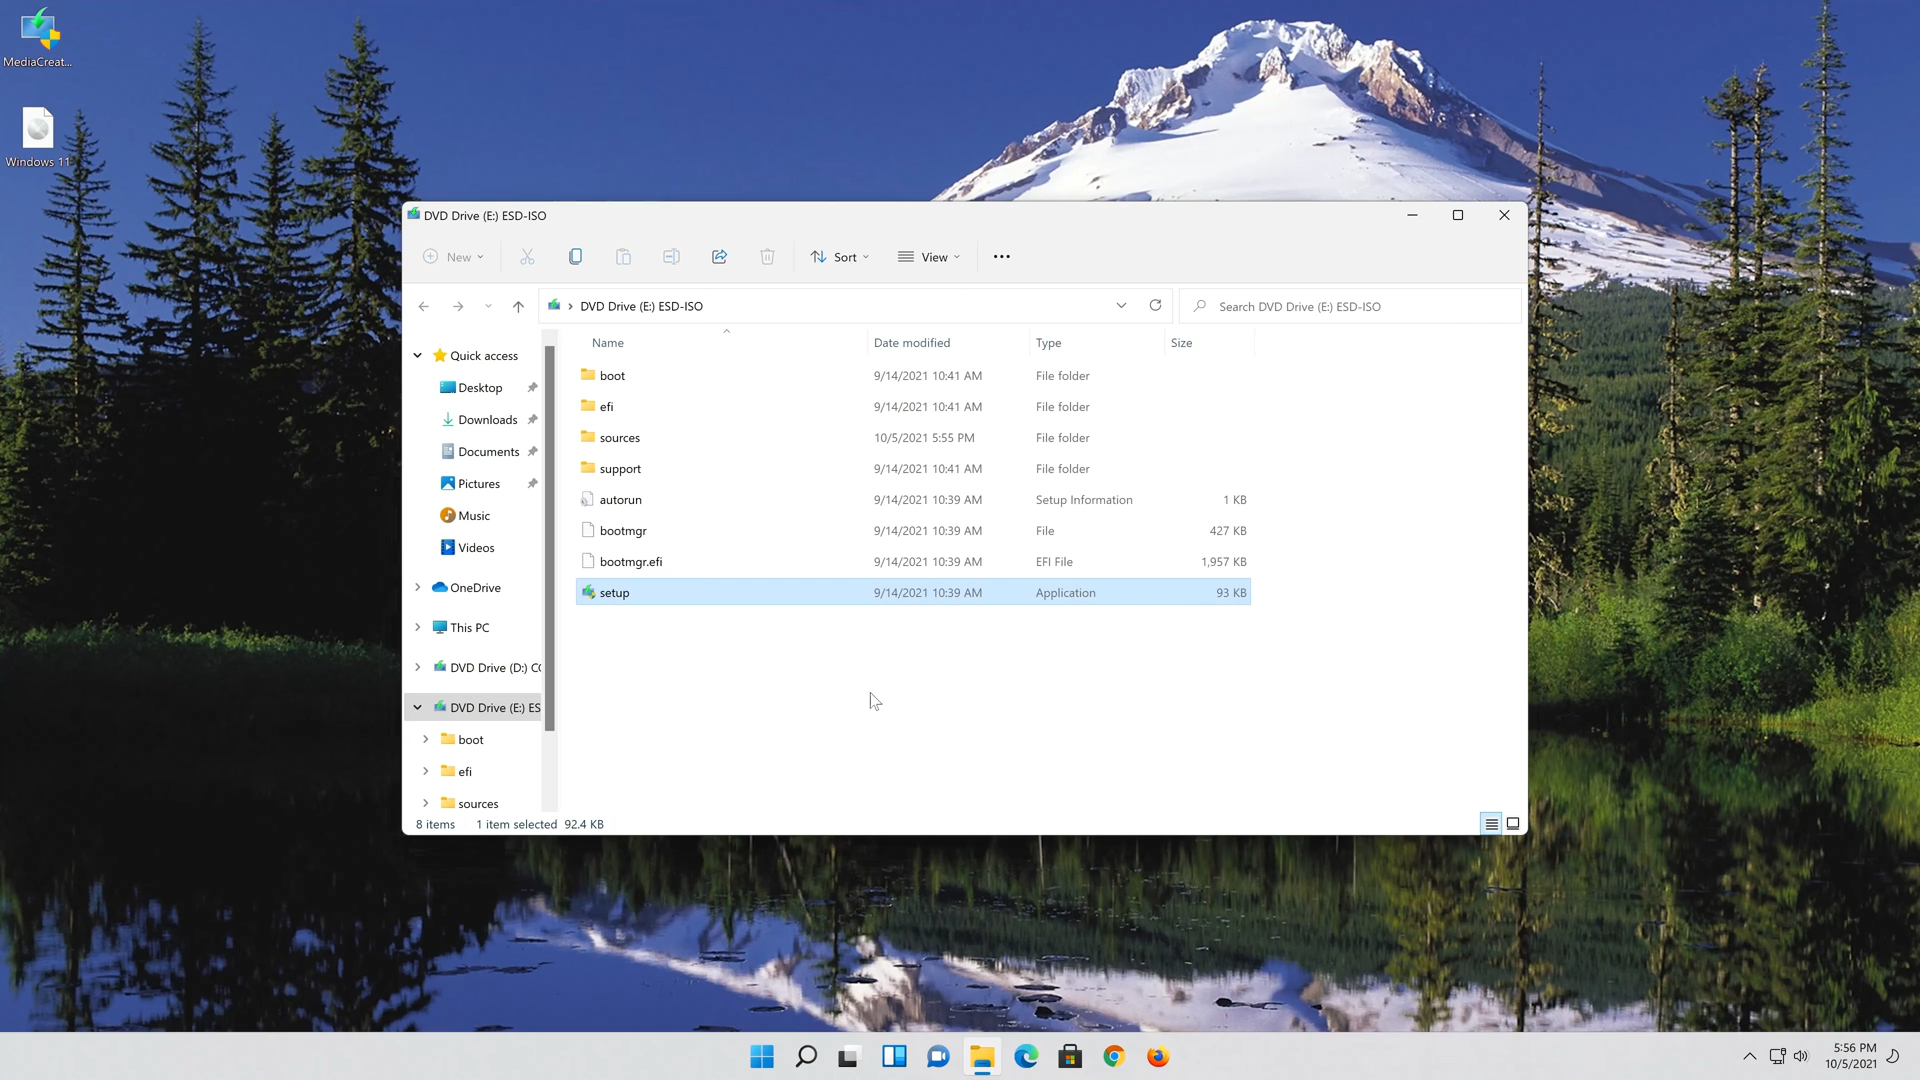 MediaCreat...
Windows 11
DVD Drive (E:) ESD-ISO
New
Sort
View
DVD Drive (E:) ESD-ISO
Search DVD Drive (E:) ESD-ISO
Name Date modified Type Size
boot 9/14/2021 10:41 AM File folder
efi 9/14/2021 10:41 AM File folder
sources 10/5/2021 5:55 PM File folder
support 9/14/2021 10:41 AM File folder
autorun 9/14/2021 10:39 AM Setup Information 1 KB
bootmgr 9/14/2021 10:39 AM File 427 KB
bootmgr.efi 9/14/2021 10:39 AM EFI File 1,957 KB
setup 9/14/2021 10:39 AM Application 93 KB
Quick access
Desktop
Downloads
Documents
Pictures
Music
Videos
OneDrive
This PC
DVD Drive (D:) CC
DVD Drive (E:) ES
boot
efi
sources
8 items 1 item selected 92.4 KB
5:56 PM
10/5/2021